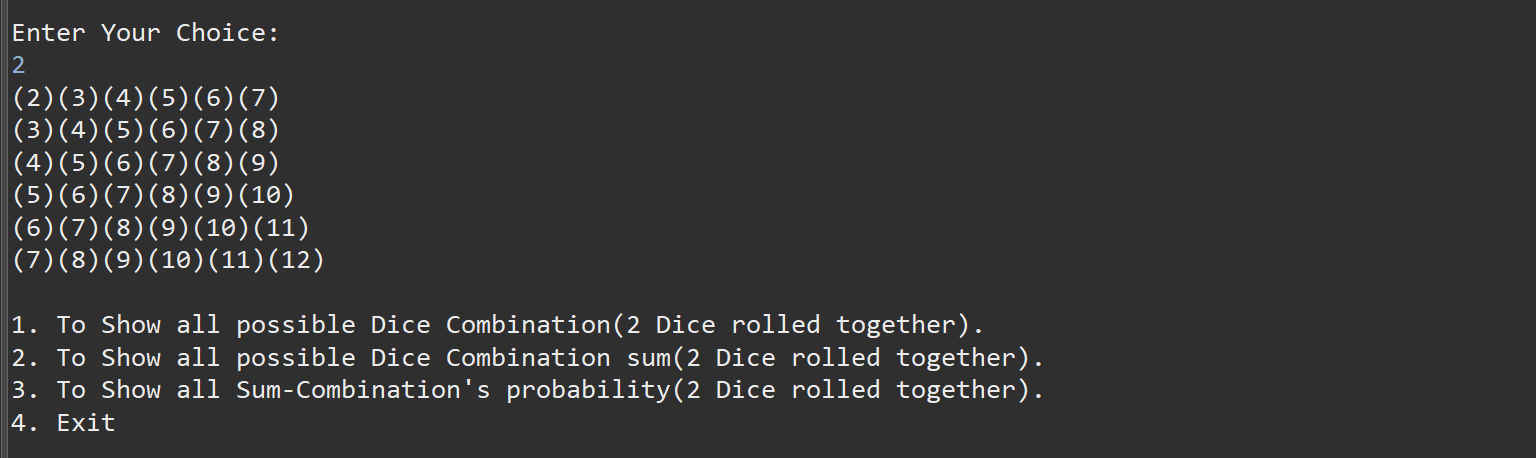 Enter Your Choice:
2
(2)(3)(4)(5)(6)(7)
(3)(4)(5)(6)(7)(8)
(4)(5)(6)(7)(8)(9)
(5)(6)(7)(8)(9)(10)
(6)(7)(8)(9)(10)(11)
(7)(8)(9)(10)(11)(12)
1. To Show all possible Dice Combination(2 Dice rolled together).
2. To Show all possible Dice Combination sum(2 Dice rolled together).
3. To Show all Sum-Combination's probability(2 Dice rolled together).
4. Exit